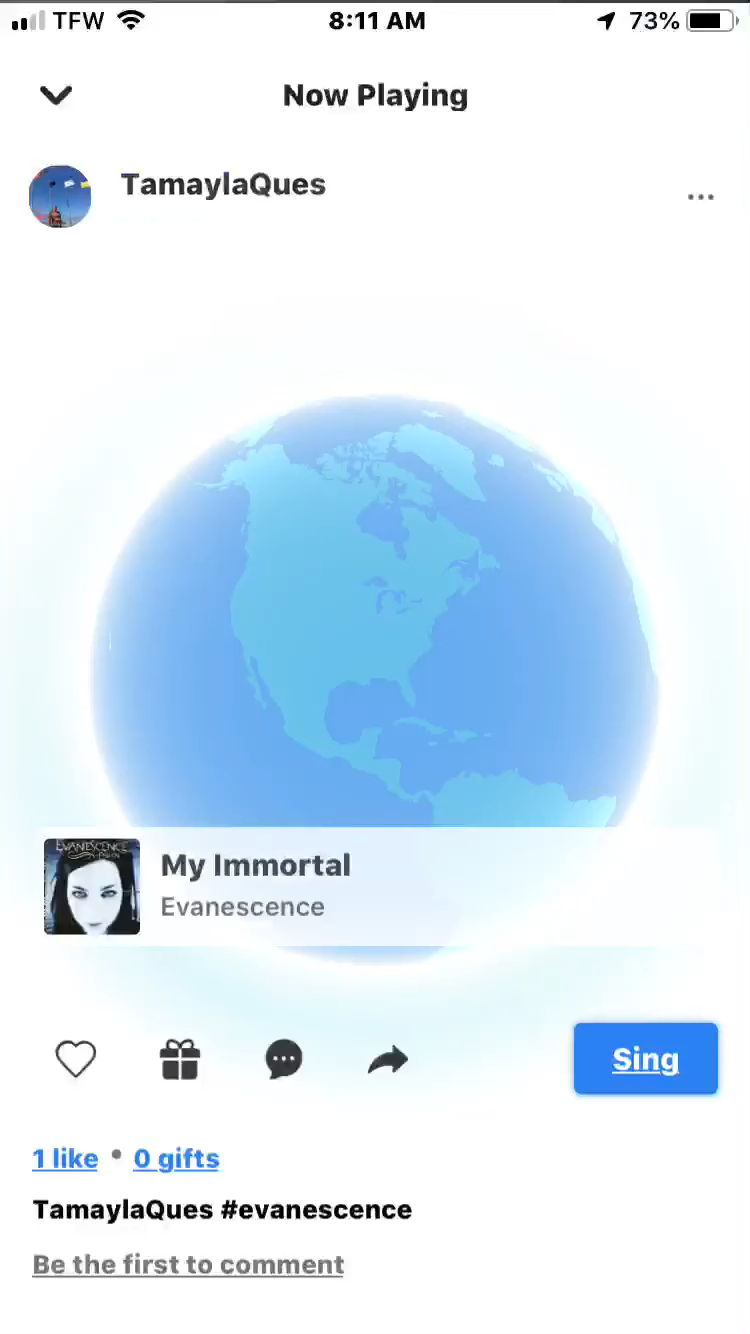 TFW 8:11 AM 73%
Now Playing
TamaylaQues
EVANESCENCE
My Immortal
Evanescence
Sing
1 like • 0 gifts
TamaylaQues #evanescence
Be the first to comment